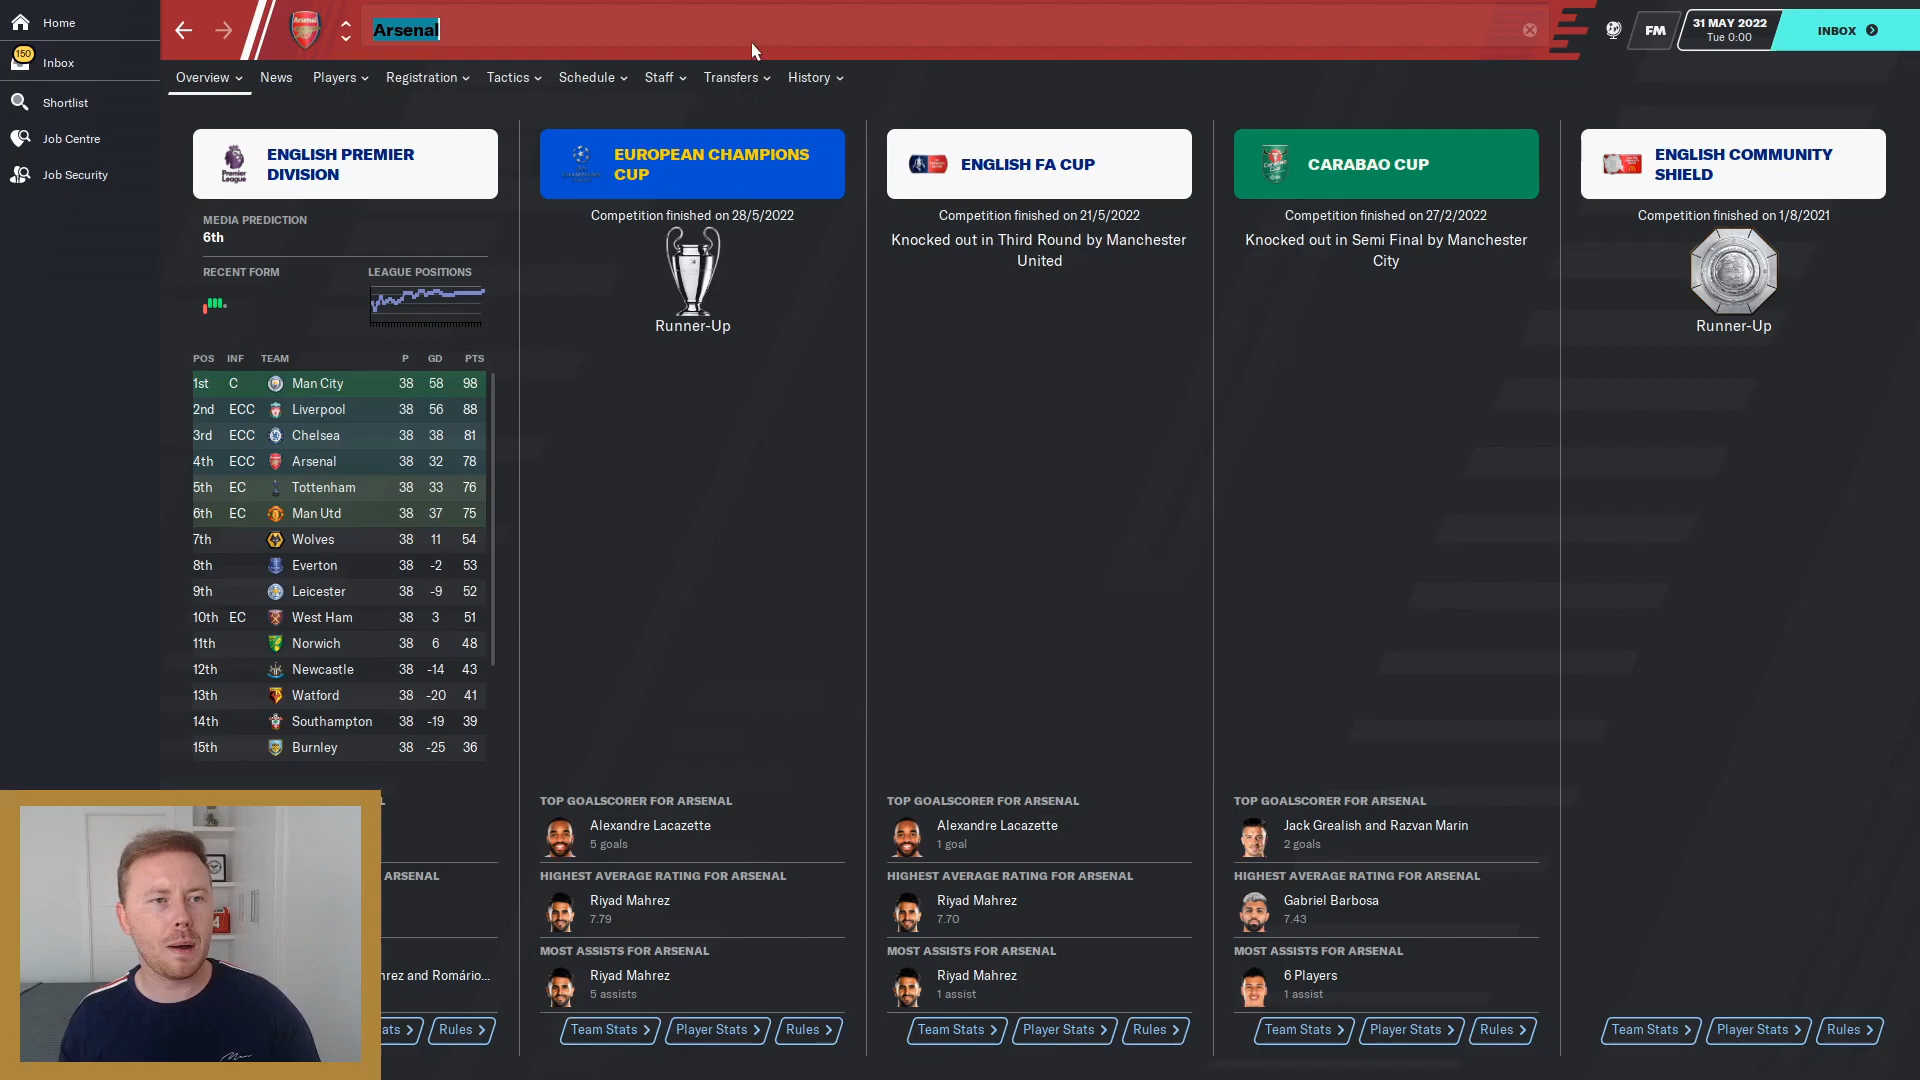 Home
150
Inbox
Shortlist
Job Centre
Job Security
Arsenal
Arsenal
FM
31 MAY 2022
Tue 0:00
INBOX
Overview
News
Players
Registration
Tactics
Schedule
Staff
Transfers
History
Premier
League
ENGLISH PREMIER
DIVISION
MEDIA PREDICTION
6th
RECENT FORM
LEAGUE POSITIONS
POS INF TEAM P GD PTS
1st C Man City 38 58 98
2nd ECC Liverpool 38 56 88
3rd ECC Chelsea 38 38 81
4th ECC Arsenal 38 32 78
5th EC Tottenham 38 33 76
6th EC Man Utd 38 37 75
7th Wolves 38 11 54
8th Everton 38 -2 53
9th Leicester 38 -9 52
10th EC West Ham 38 3 51
11th Norwich 38 6 48
12th Newcastle 38 -14 43
13th Watford 38 -20 41
14th Southampton 38 -19 39
15th Burnley 38 -25 36
L
ARSENAL
hrez and Romário...
ats
Rules
EUROPEAN CHAMPIONS
CUP
Competition finished on 28/5/2022
Runner-Up
TOP GOALSCORER FOR ARSENAL
Alexandre Lacazette
5 goals
HIGHEST AVERAGE RATING FOR ARSENAL
Riyad Mahrez
7.79
MOST ASSISTS FOR ARSENAL
Riyad Mahrez
5 assists
Team Stats
Player Stats
Rules
ENGLISH FA CUP
Competition finished on 21/5/2022
Knocked out in Third Round by Manchester
United
TOP GOALSCORER FOR ARSENAL
Alexandre Lacazette
1 goal
HIGHEST AVERAGE RATING FOR ARSENAL
Riyad Mahrez
7.70
MOST ASSISTS FOR ARSENAL
Riyad Mahrez
1 assist
Team Stats
Player Stats
Rules
CARABAO CUP
Competition finished on 27/2/2022
Knocked out in Semi Final by Manchester
City
TOP GOALSCORER FOR ARSENAL
Jack Grealish and Razvan Marin
2 goals
HIGHEST AVERAGE RATING FOR ARSENAL
Gabriel Barbosa
7.43
MOST ASSISTS FOR ARSENAL
6 Players
1 assist
Team Stats
Player Stats
Rules
ENGLISH COMMUNITY
SHIELD
Competition finished on 1/8/2021
Runner-Up
Team Stats
Player Stats
Rules